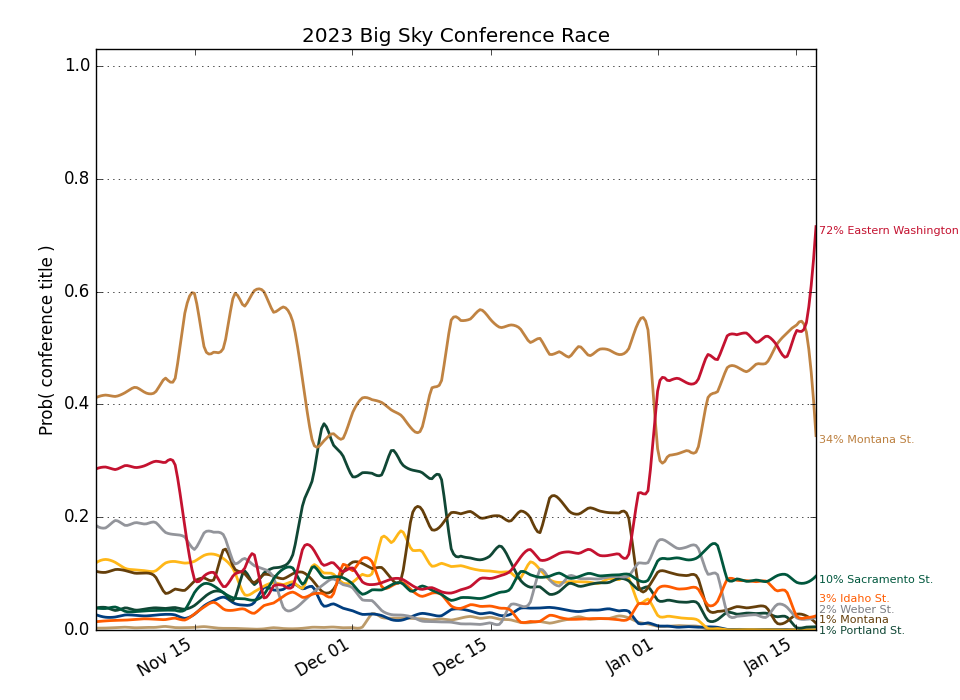 2023 Big Sky Conference Race
Prob( conference title )
1.0
0.8
0.6
0.4
0.2
0.0
Nov 15
Dec 01
Dec 15
Jan 01
Jan 15
72% Eastern Washington
34% Montana St.
10% Sacramento St.
3% Idaho St.
2% Weber St.
1% Montana
1% Portland St.